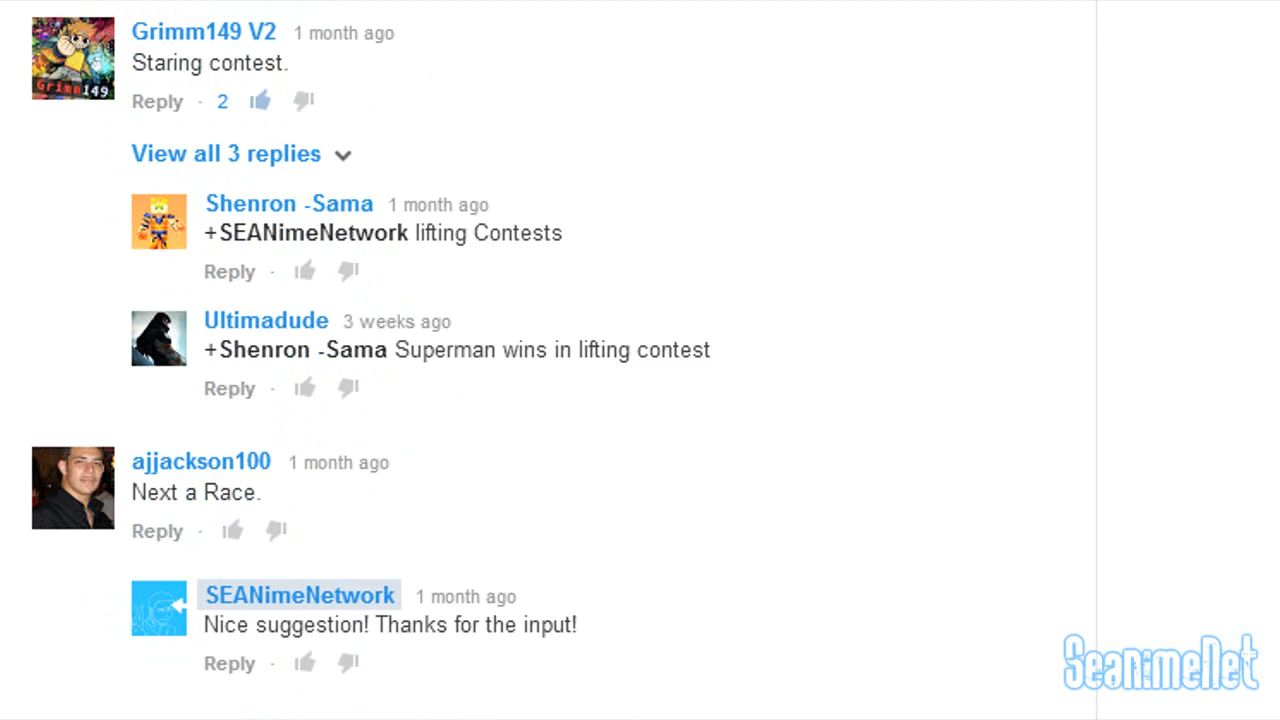 Grimm149 V2 1 month ago
Staring contest.
Grimm149
Reply · 2
View all 3 replies
Shenron -Sama 1 month ago
+SEANimeNetwork lifting Contests
Reply ·
Ultimadude 3 weeks ago
+Shenron -Sama Superman wins in lifting contest
Reply ·
ajjackson100 1 month ago
Next a Race.
Reply ·
SEANimeNetwork 1 month ago
Nice suggestion! Thanks for the input!
Reply ·
SeanimeNet